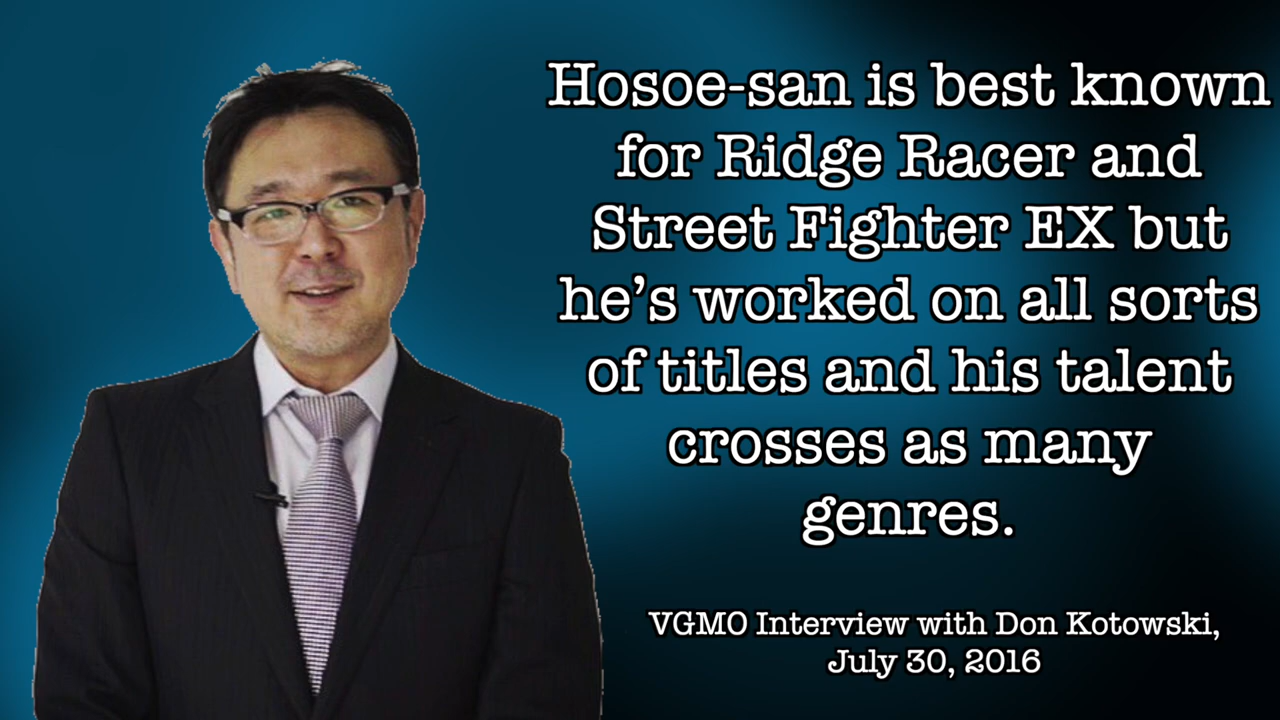 Hosoe-san is best known
for Ridge Racer and
Street Fighter EX but
he's worked on all sorts
of titles and his talent
crosses as many
genres.
VGMO Interview with Don Kotowski,
July 30, 2016